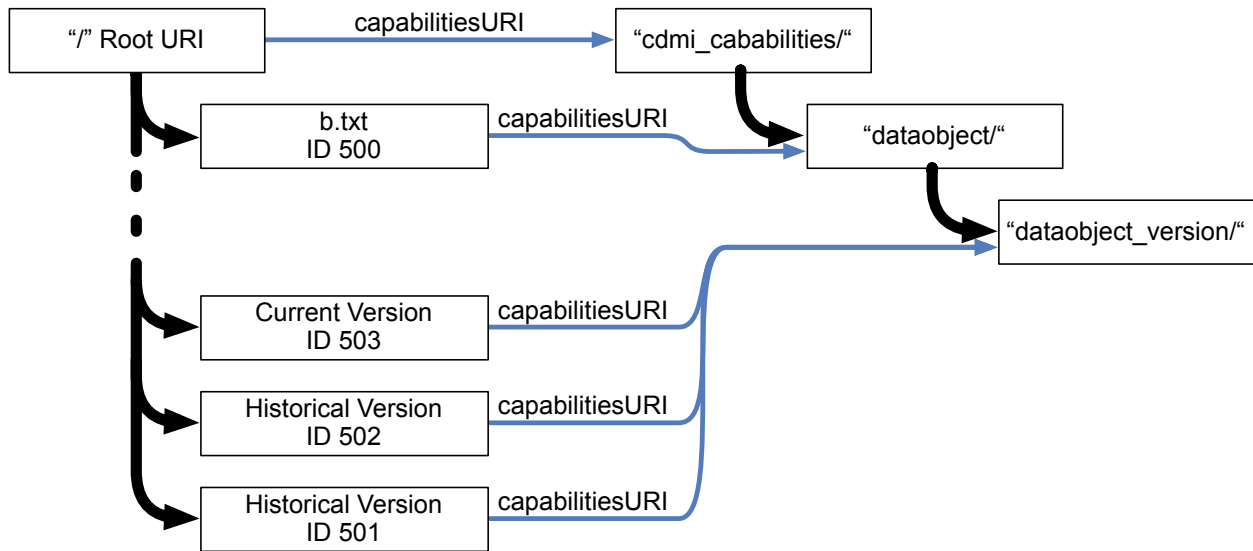 capabilitiesURI
“/” Root URI
“cdmi_cababilities/“
b.txt
ID 500
capabilitiesURI
“dataobject/“
“dataobject_version/“
Current Version
ID 503
capabilitiesURI
Historical Version
ID 502
capabilitiesURI
Historical Version
ID 501
capabilitiesURI